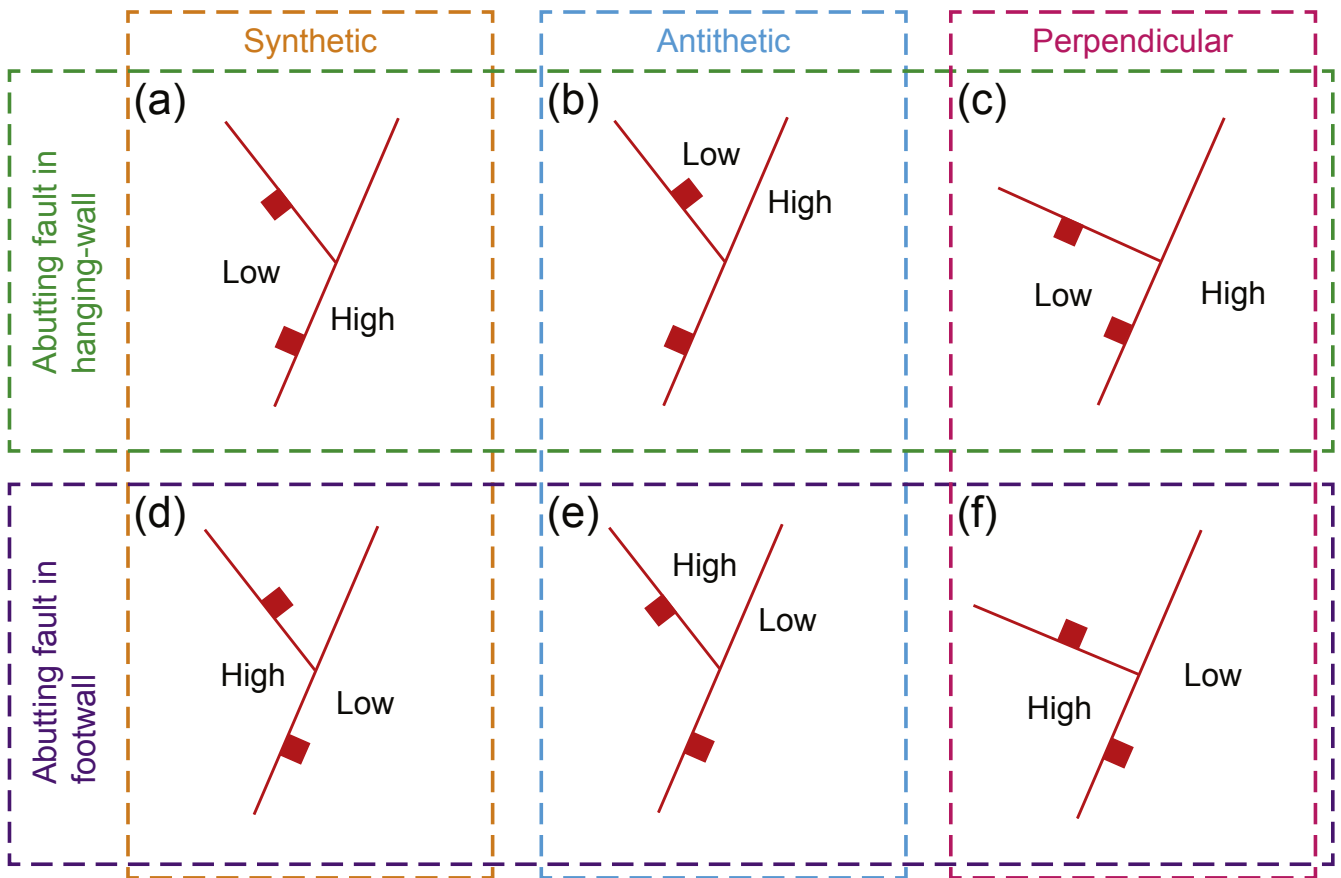 Synthetic
Antithetic
Perpendicular
Abutting fault in
hanging-wall
(a)
Low
High
(b)
Low
High
(c)
Low
High
Abutting fault in
footwall
(d)
High
Low
(e)
High
Low
(f)
High
Low